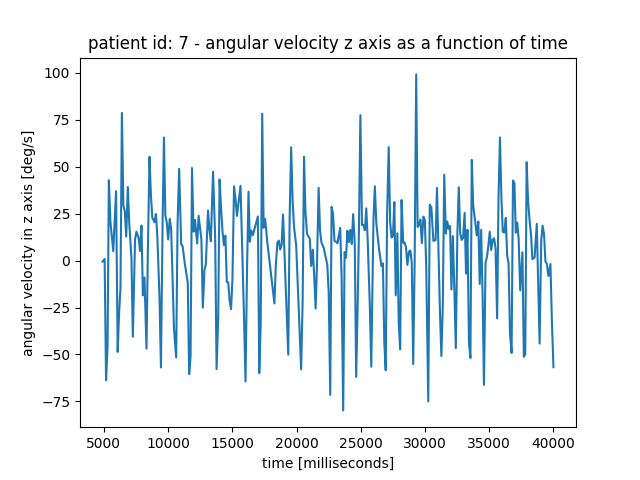 patient id: 7 - angular velocity z axis as a function of time
angular velocity in z axis [deg/s]
100
75
50
25
0
−25
−50
−75
5000 10000 15000 20000 25000 30000 35000 40000
time [milliseconds]